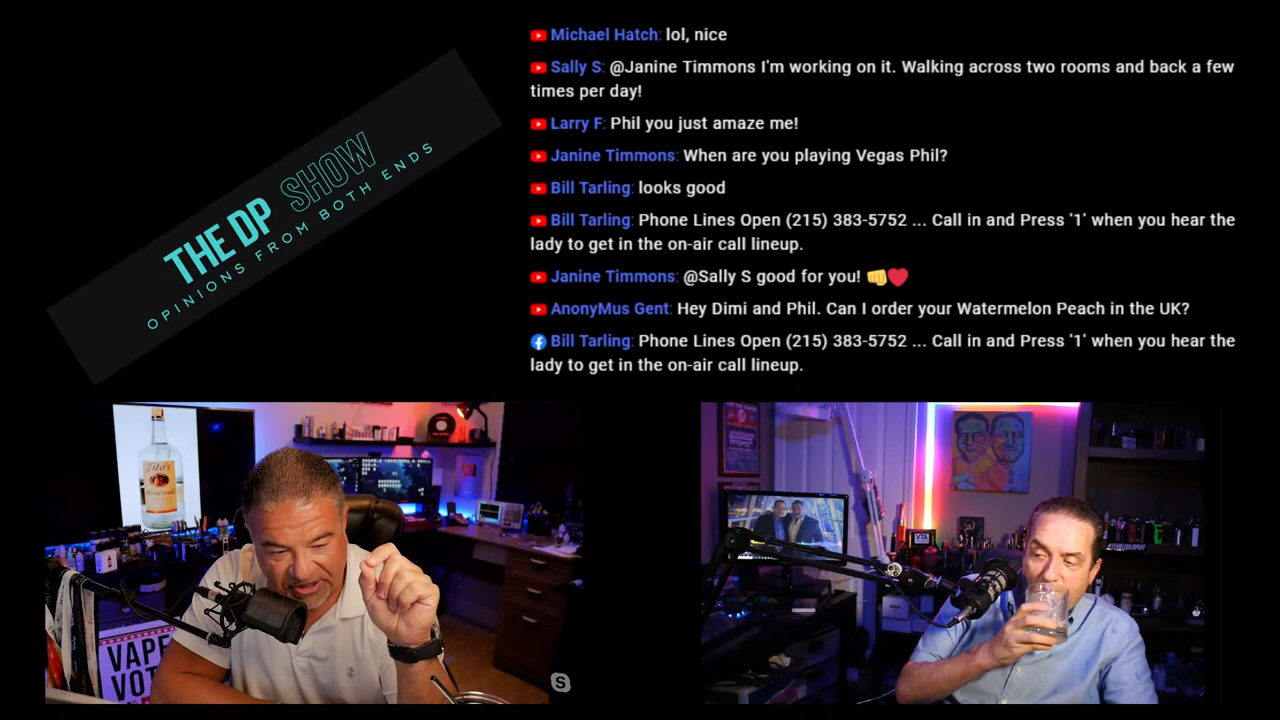 Michael Hatch: lol, nice
Sally S: @Janine Timmons I'm working on it. Walking across two rooms and back a few
times per day!
Larry F: Phil you just amaze me!
Janine Timmons: When are you playing Vegas Phil?
Bill Tarling: looks good
Bill Tarling: Phone Lines Open (215) 383-5752 ... Call in and Press '1' when you hear the
lady to get in the on-air call lineup.
Janine Timmons: @Sally S good for you! 👊❤️
AnonyMus Gent: Hey Dimi and Phil. Can I order your Watermelon Peach in the UK?
Bill Tarling: Phone Lines Open (215) 383-5752 ... Call in and Press '1' when you hear the
lady to get in the on-air call lineup.
THE DP SHOW
OPINIONS FROM BOTH ENDS
Tito's
VAPE
VOT
S
VTA